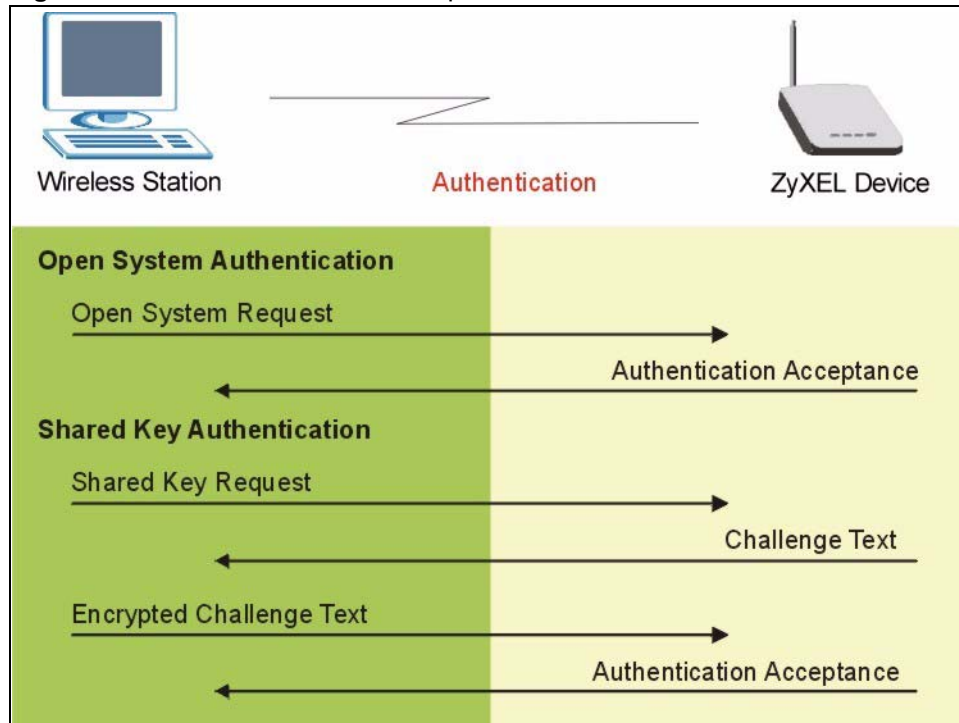 Wireless Station
Authentication
ZyXEL Device
Open System Authentication
Open System Request
Authentication Acceptance
Shared Key Authentication
Shared Key Request
Challenge Text
Encrypted Challenge Text
Authentication Acceptance